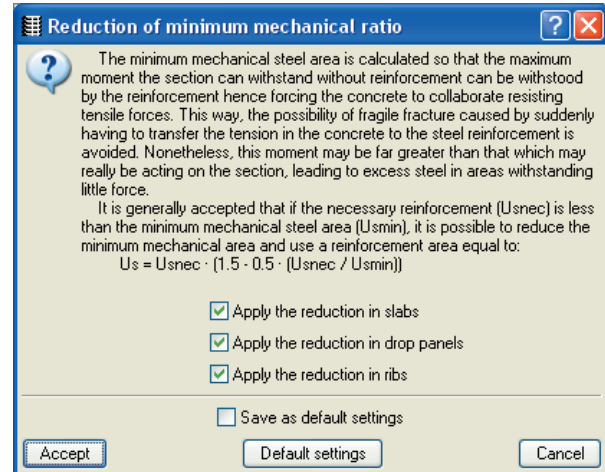 Reduction of minimum mechanical ratio
The minimum mechanical steel area is calculated so that the maximum
moment the section can withstand without reinforcement can be withstood
by the reinforcement hence forcing the concrete to collaborate resisting
tensile forces. This way, the possibility of fragile fracture caused by suddenly
having to transfer the tension in the concrete to the steel reinforcement is
avoided. Nonetheless, this moment may be far greater than that which may
really be acting on the section, leading to excess steel in areas withstanding
little force.
It is generally accepted that if the necessary reinforcement (Usnec) is less
than the minimum mechanical steel area (Usmin), it is possible to reduce the
minimum mechanical area and use a reinforcement area equal to:
Us = Usnec · (1.5 - 0.5 · (Usnec / Usmin))
Apply the reduction in slabs
Apply the reduction in drop panels
Apply the reduction in ribs
Save as default settings
Accept Default settings Cancel